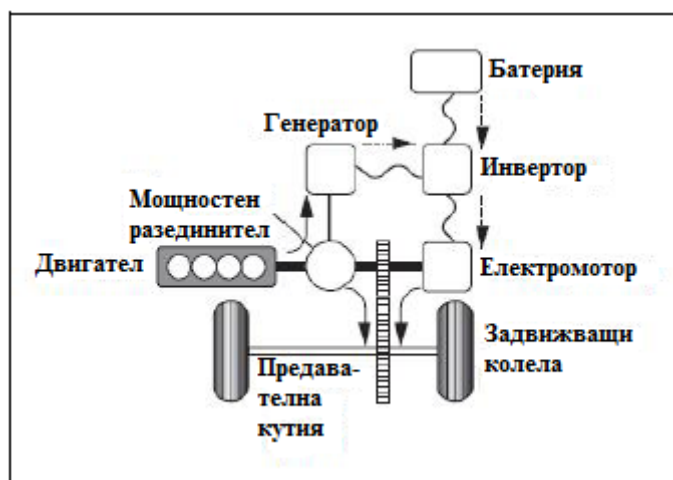 Батерия
Генератор
Инвертор
Мощностен
разединител
Двигател
Електромотор
Задвижващи
колела
Предава-
телна
кутия